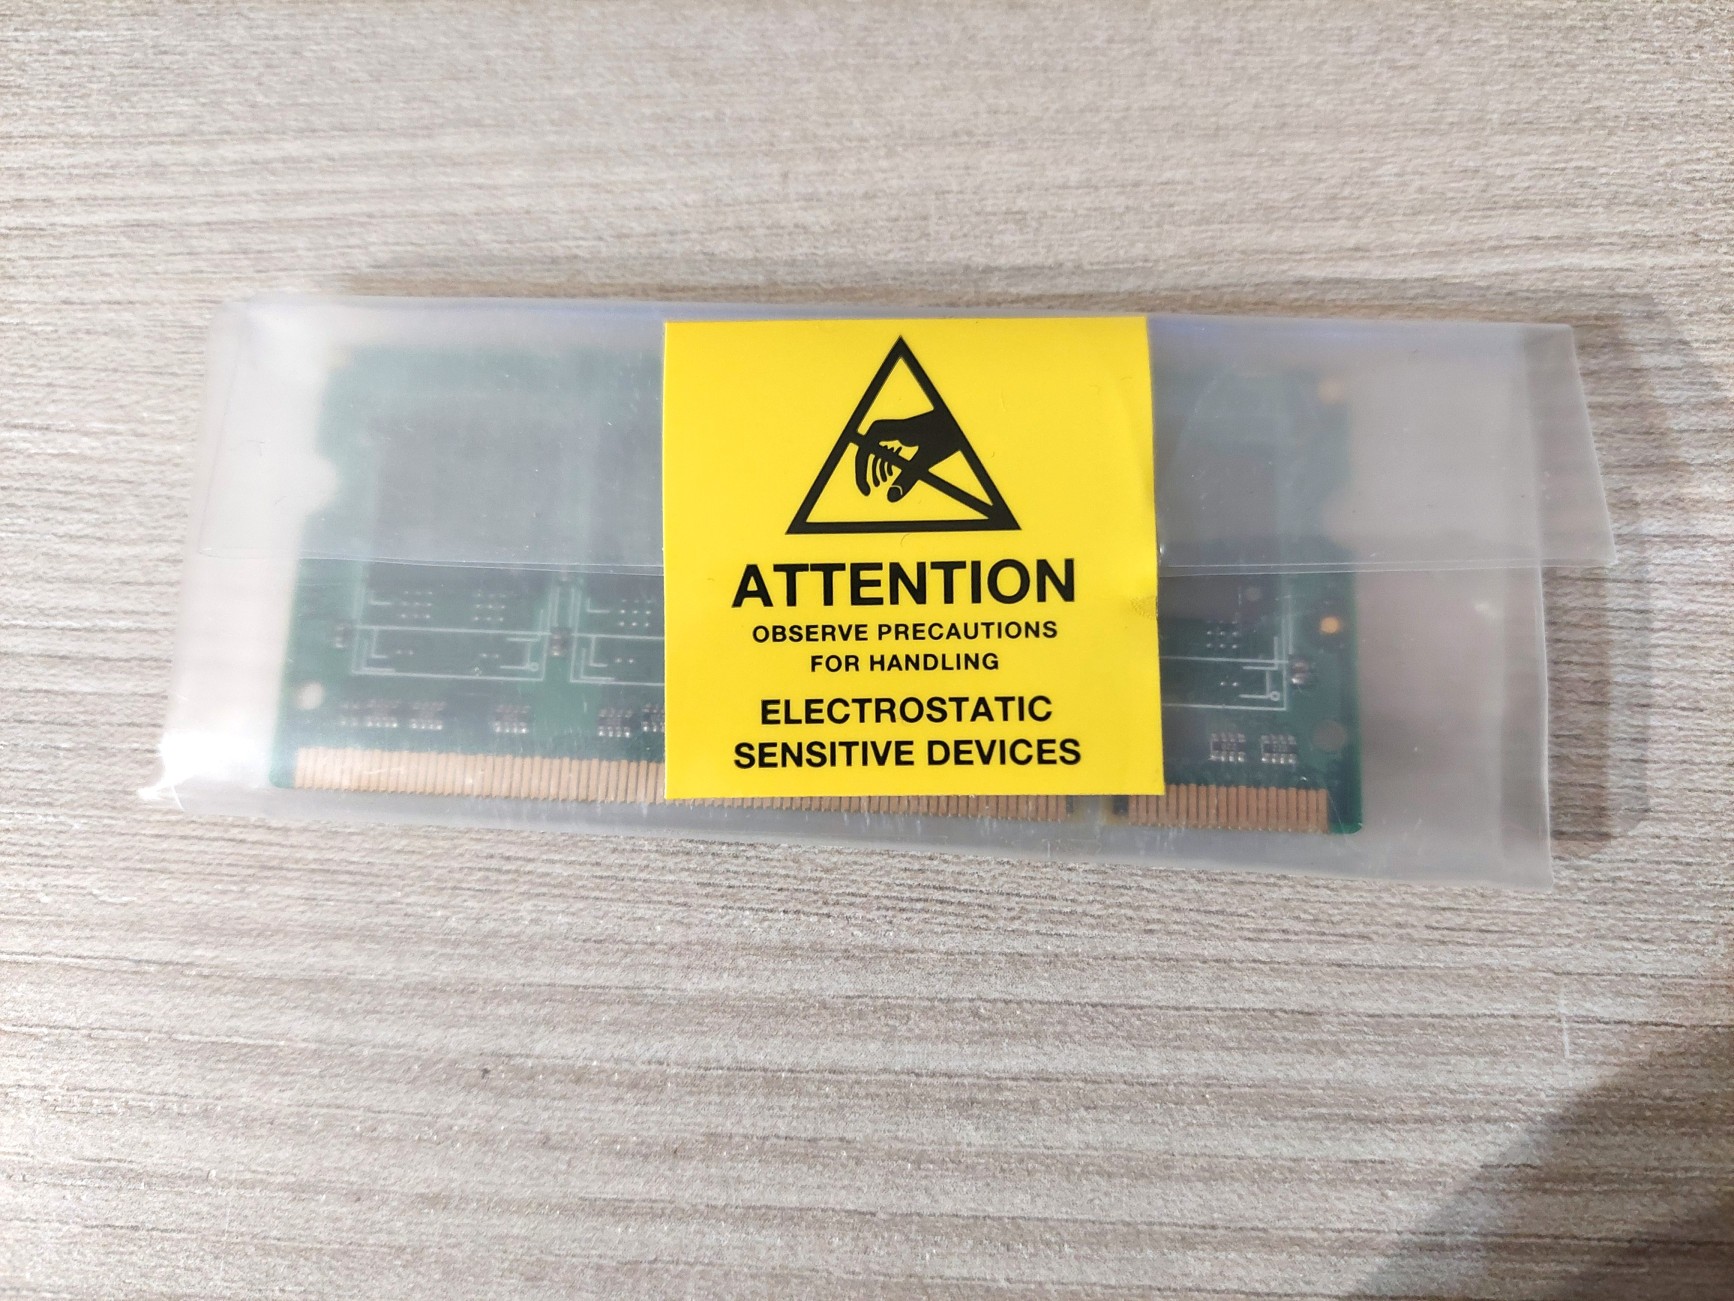 ATTENTION
OBSERVE PRECAUTIONS
FOR HANDLING
ELECTROSTATIC
SENSITIVE DEVICES